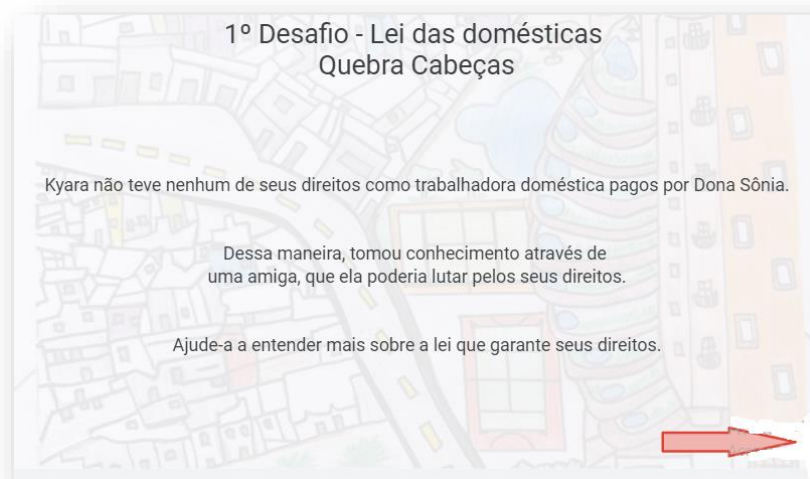 1º Desafio - Lei das domésticas
Quebra Cabeças
Kyara não teve nenhum de seus direitos como trabalhadora doméstica pagos por Dona Sônia.
Dessa maneira, tomou conhecimento através de
uma amiga, que ela poderia lutar pelos seus direitos.
Ajude-a a entender mais sobre a lei que garante seus direitos.